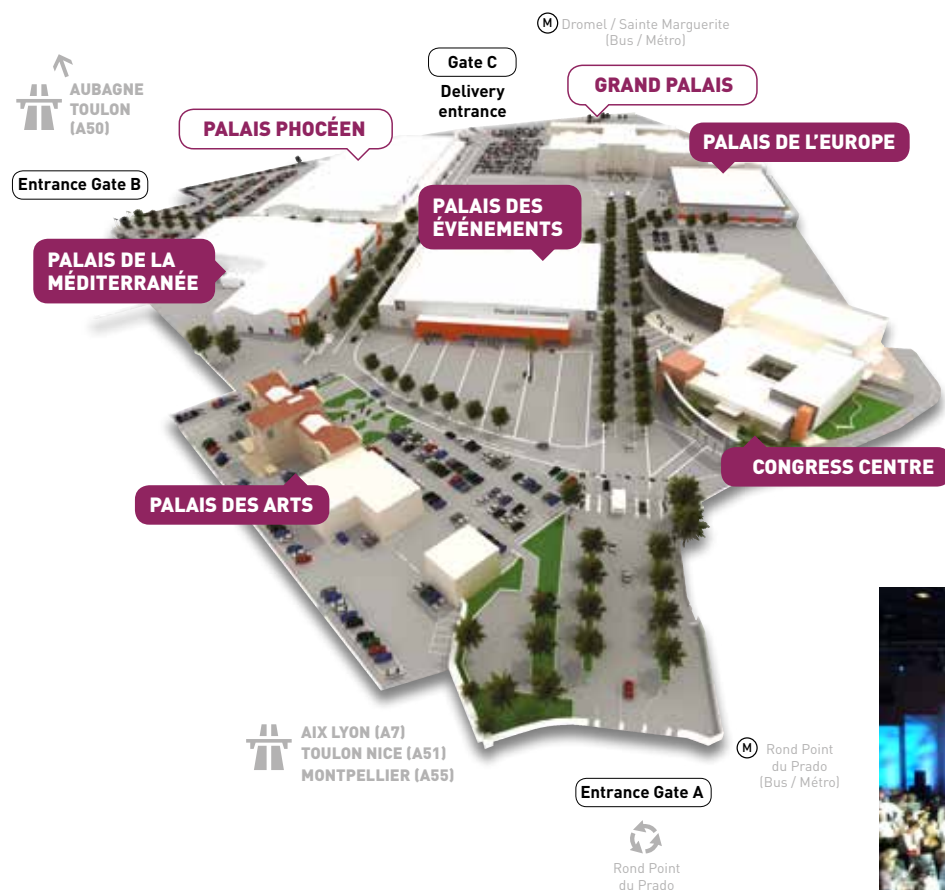 M Dromel / Sainte Marguerite
(Bus / Métro)
Gate C
Delivery
entrance
GRAND PALAIS
AUBAGNE
TOULON
(A50)
PALAIS PHOCÉEN
PALAIS DE L'EUROPE
Entrance Gate B
PALAIS DES
ÉVÉNEMENTS
PALAIS DE LA
MÉDITERRANÉE
CONGRESS CENTRE
PALAIS DES ARTS
AIX LYON (A7)
TOULON NICE (A51)
MONTPELLIER (A55)
M Rond Point
du Prado
(Bus / Métro)
Entrance Gate A
Rond Point
du Prado